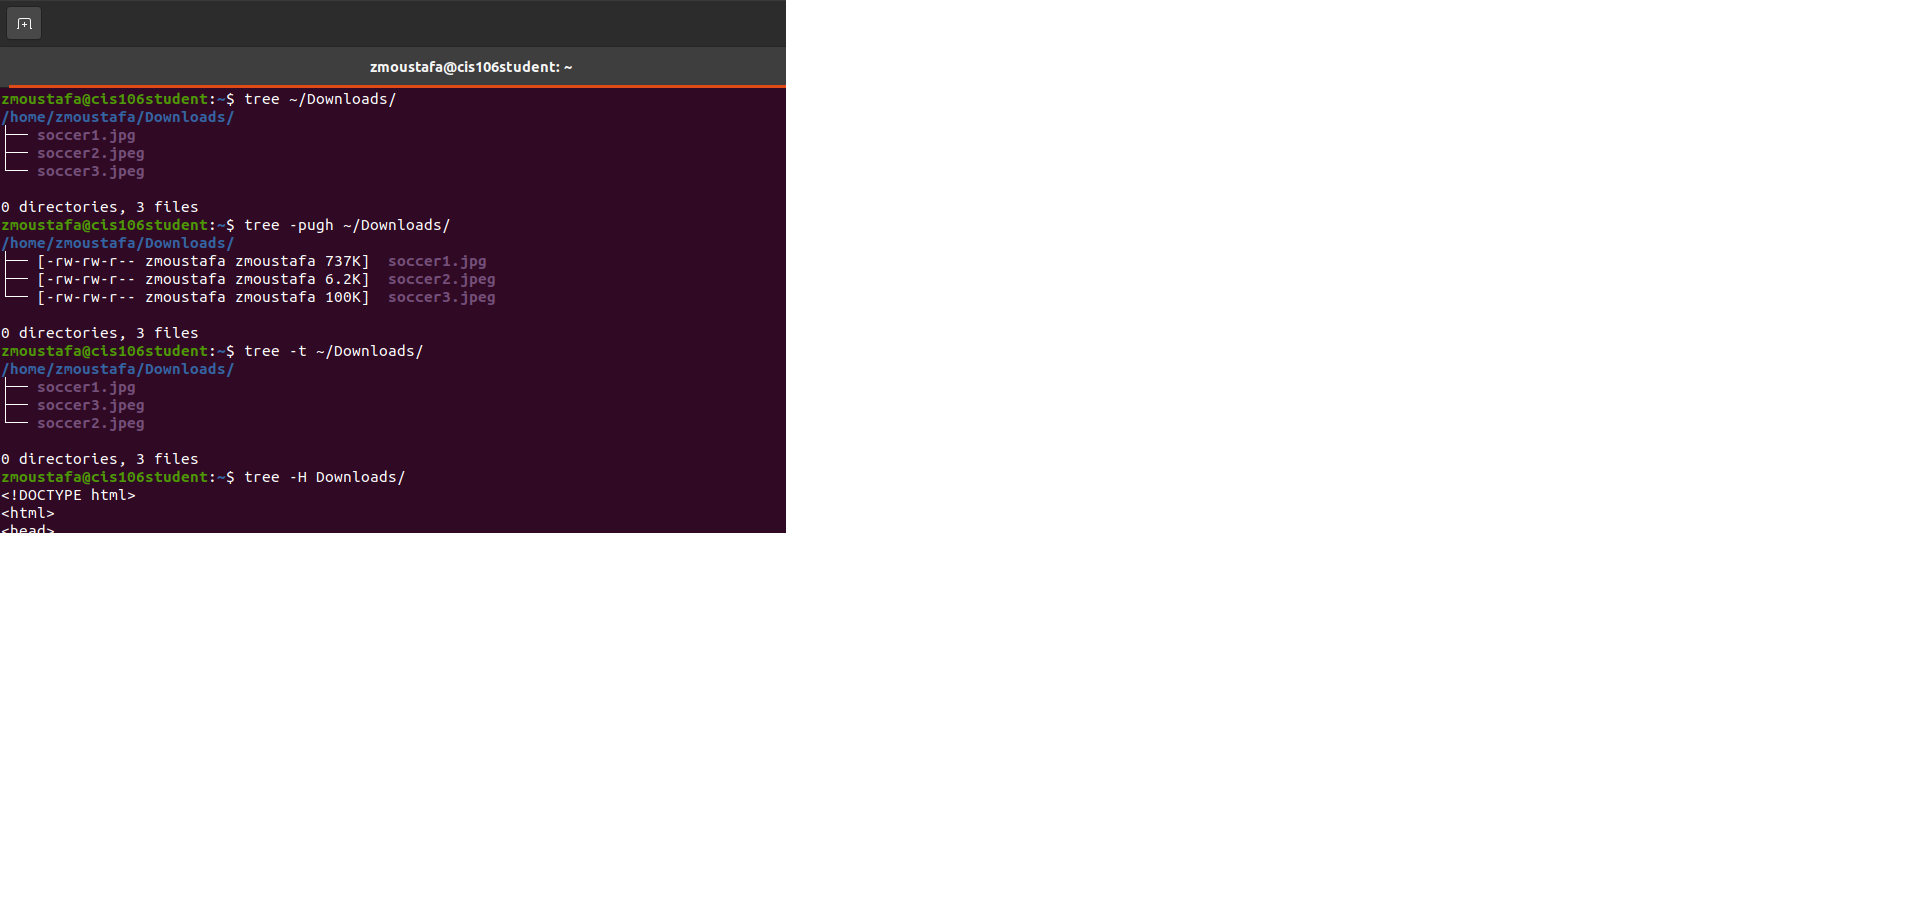 zmoustafa@cis106student: ~
zmoustafa@cis106student:~$ tree ~/Downloads/
/home/zmoustafa/Downloads/
├── soccer1.jpg
├── soccer2.jpeg
└── soccer3.jpeg
0 directories, 3 files
zmoustafa@cis106student:~$ tree -pugh ~/Downloads/
/home/zmoustafa/Downloads/
├── [-rw-rw-r-- zmoustafa zmoustafa 737K]  soccer1.jpg
├── [-rw-rw-r-- zmoustafa zmoustafa 6.2K]  soccer2.jpeg
└── [-rw-rw-r-- zmoustafa zmoustafa 100K]  soccer3.jpeg
0 directories, 3 files
zmoustafa@cis106student:~$ tree -t ~/Downloads/
/home/zmoustafa/Downloads/
├── soccer1.jpg
├── soccer3.jpeg
└── soccer2.jpeg
0 directories, 3 files
zmoustafa@cis106student:~$ tree -H Downloads/
<!DOCTYPE html>
<html>
<head>